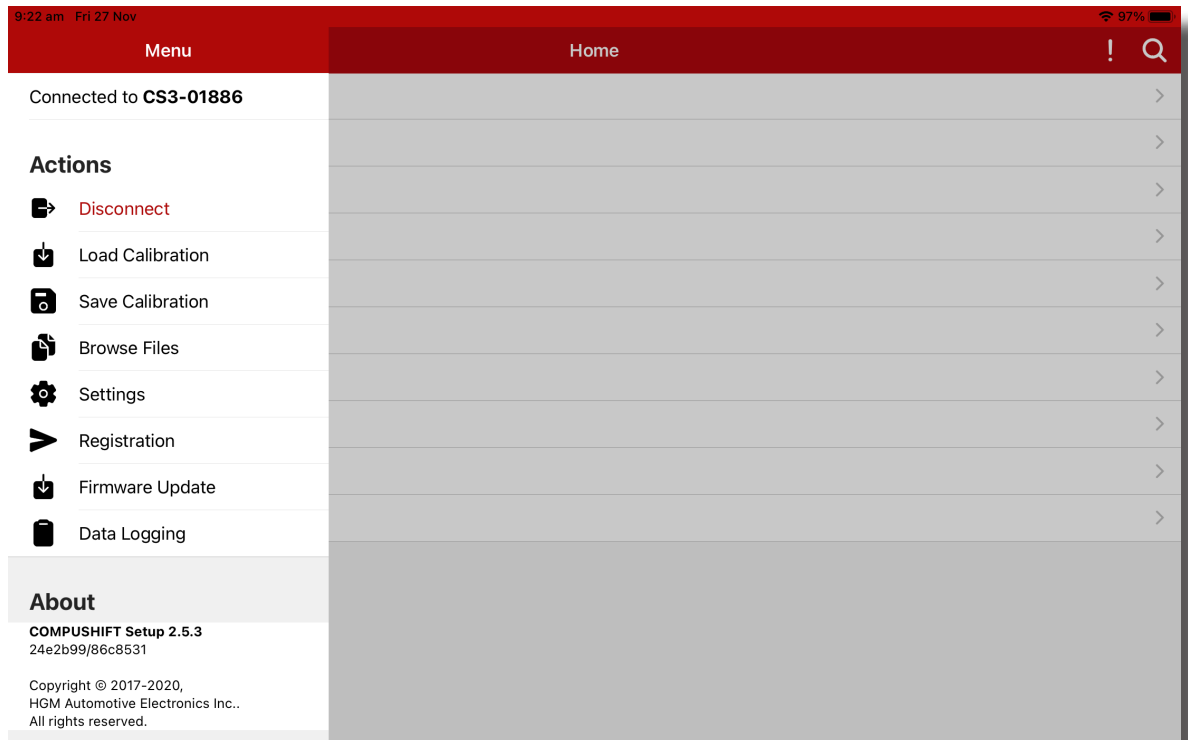 9:22 am Fri 27 Nov
97%
Menu
Home
Connected to CS3-01886
Actions
Disconnect
Load Calibration
Save Calibration
Browse Files
Settings
Registration
Firmware Update
Data Logging
About
COMPUSHIFT Setup 2.5.3
24e2b99/86c8531
Copyright © 2017-2020,
HGM Automotive Electronics Inc..
All rights reserved.